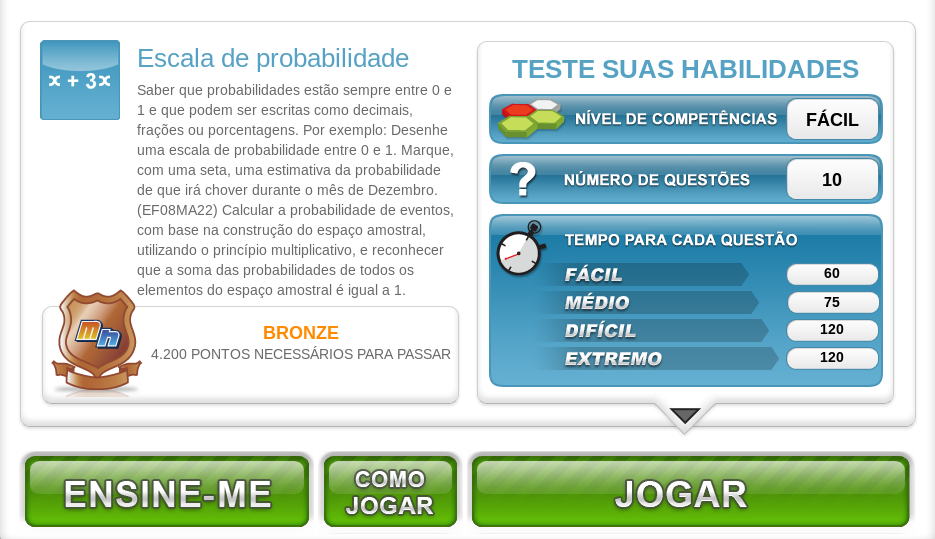 x + 3x
Escala de probabilidade
Saber que probabilidades estão sempre entre 0 e
1 e que podem ser escritas como decimais,
frações ou porcentagens. Por exemplo: Desenhe
uma escala de probabilidade entre 0 e 1. Marque,
com uma seta, uma estimativa da probabilidade
de que irá chover durante o mês de Dezembro.
(EF08MA22) Calcular a probabilidade de eventos,
com base na construção do espaço amostral,
utilizando o princípio multiplicativo, e reconhecer
que a soma das probabilidades de todos os
elementos do espaço amostral é igual a 1.
mn
BRONZE
4.200 PONTOS NECESSÁRIOS PARA PASSAR
TESTE SUAS HABILIDADES
NÍVEL DE COMPETÊNCIAS FÁCIL
? NÚMERO DE QUESTÕES 10
TEMPO PARA CADA QUESTÃO
FÁCIL 60
MÉDIO 75
DIFÍCIL 120
EXTREMO 120
ENSINE-ME
COMO
JOGAR
JOGAR